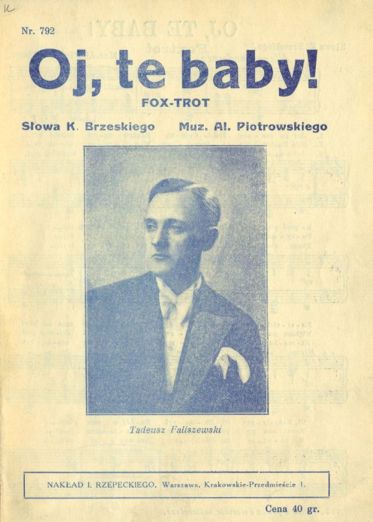 Nr. 792
Oj, te baby!
FOX-TROT
Słowa K. Brzeskiego Muz. Al. Piotrowskiego
Tadeusz Faliszewski
NAKŁAD I. RZEPECKIEGO, Warszawa, Krakowskie-Przedmieście 1.
Cena 40 gr.